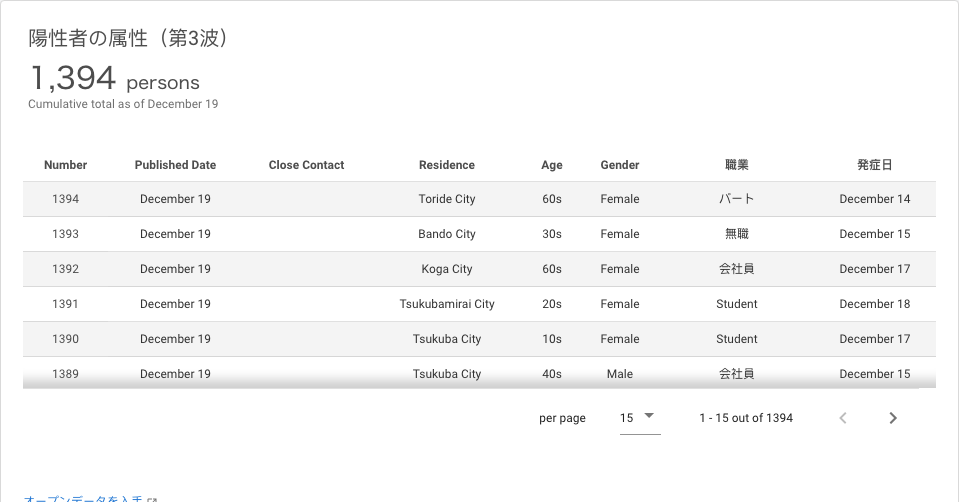 陽性者の属性（第3波）
1,394 persons
Cumulative total as of December 19
Number Published Date Close Contact Residence Age Gender 職業 発症日
1394 December 19 Toride City 60s Female パート December 14
1393 December 19 Bando City 30s Female 無職 December 15
1392 December 19 Koga City 60s Female 会社員 December 17
1391 December 19 Tsukubamirai City 20s Female Student December 18
1390 December 19 Tsukuba City 10s Female Student December 17
1389 December 19 Tsukuba City 40s Male 会社員 December 15
per page 15 1 - 15 out of 1394
オープンデータを入手